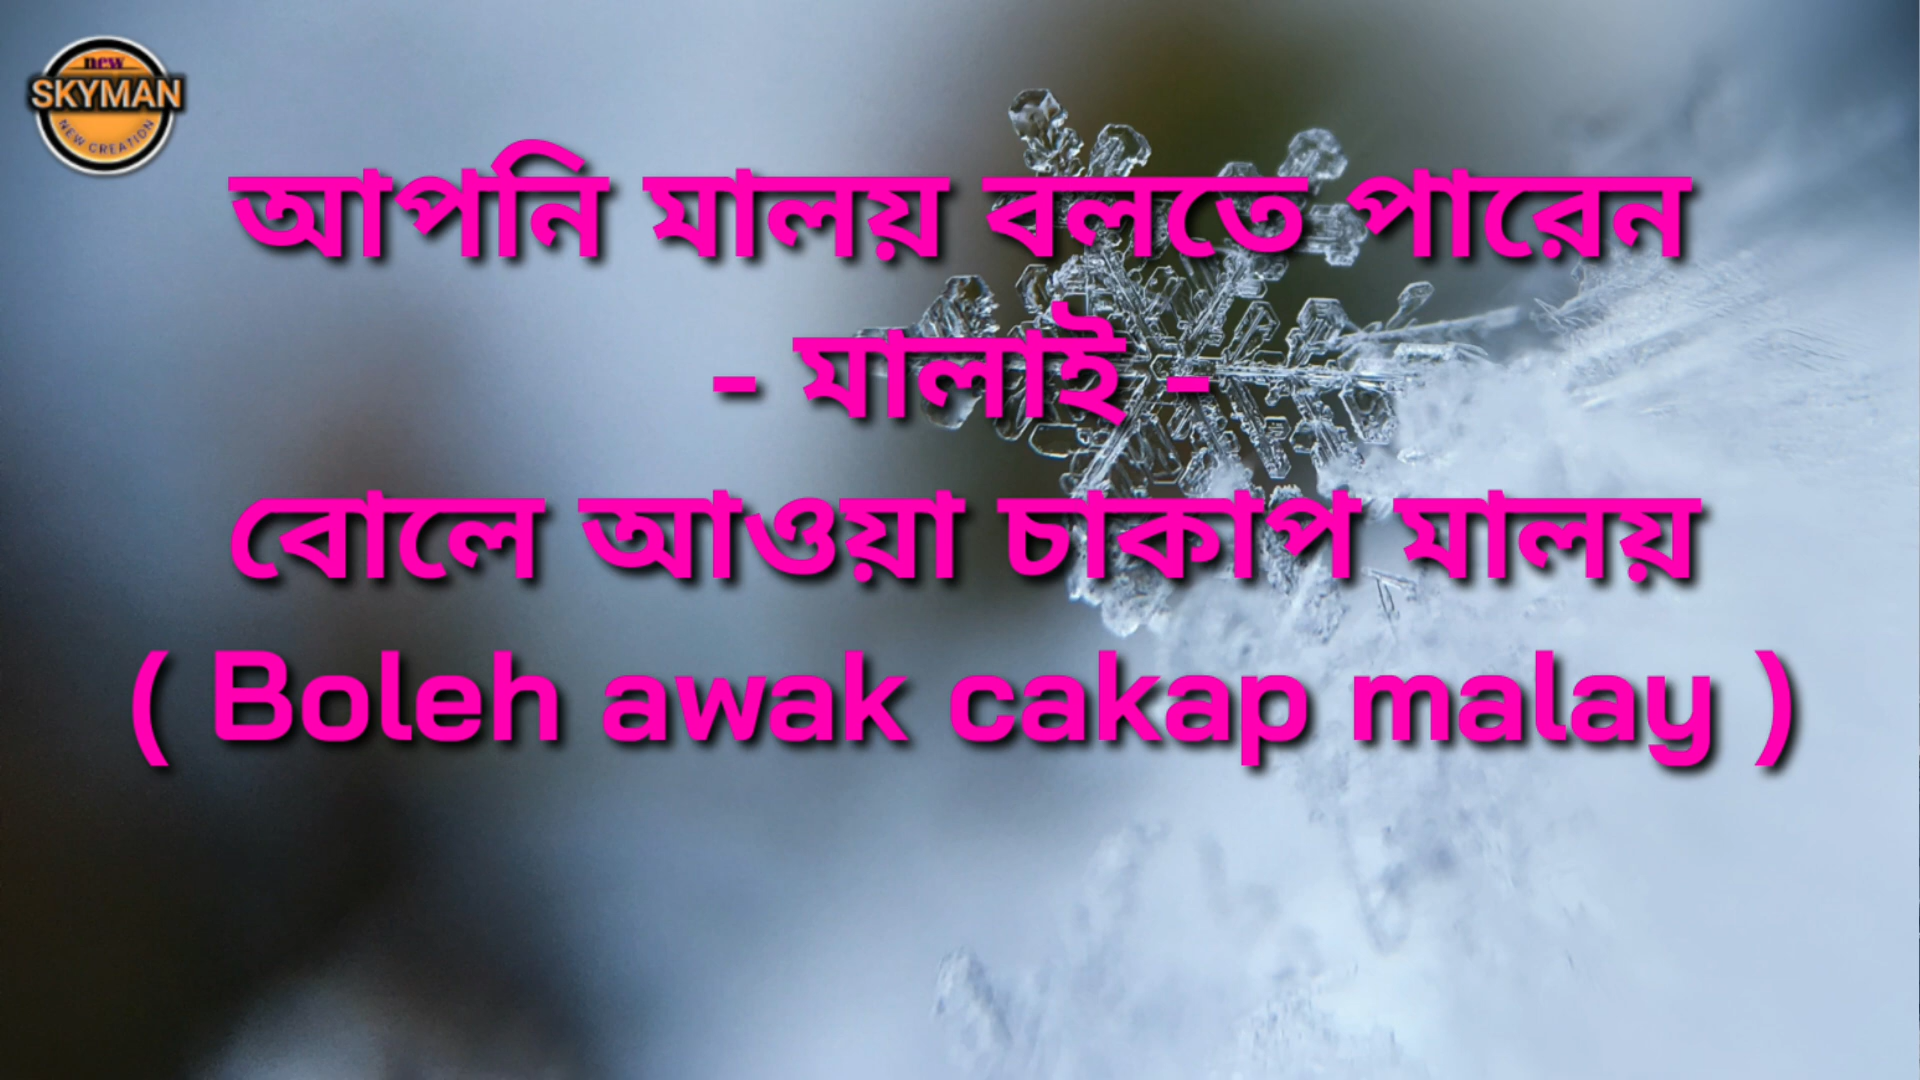 new
SKYMAN
NEW CREATION
আপনি মালয় বলতে পারেন
- মালাই -
বোলে আওয়া চাকাপ মালয়
( Boleh awak cakap malay )